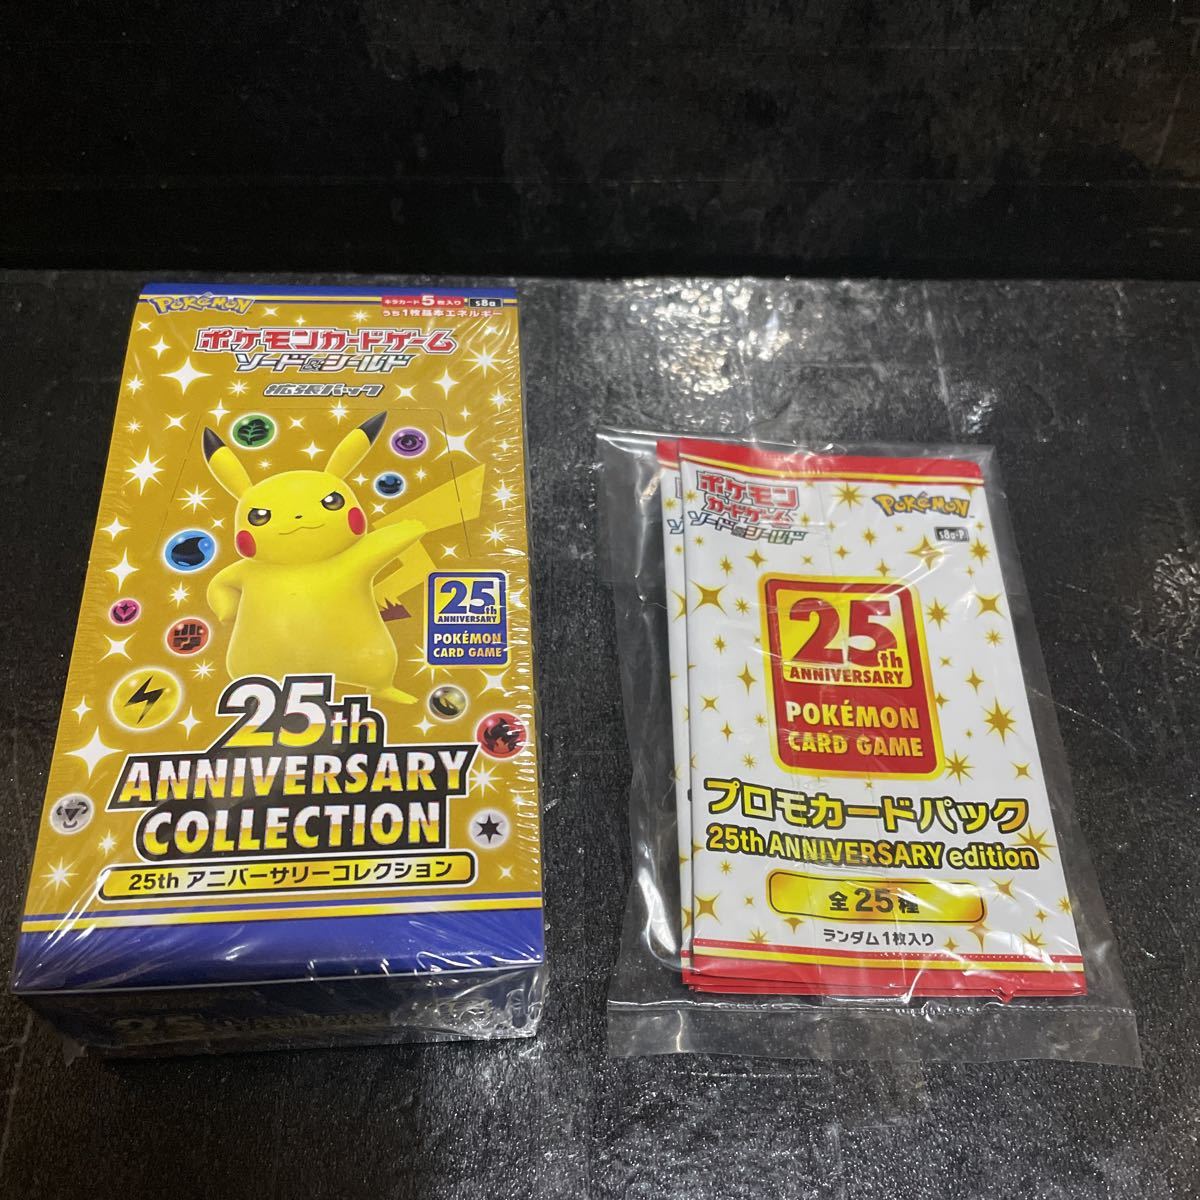 POKÉMON
キラカード5枚入り
s8a
うち1枚基本エネルギー
ポケモンカードゲーム
ソード&シールド
拡張パック
25th
ANNIVERSARY
POKÉMON
CARD GAME
25th
ANNIVERSARY
COLLECTION
25th アニバーサリーコレクション
ポケモン
カードゲーム
ソード&シールド
POKÉMON
s8a-P
25th
ANNIVERSARY
POKÉMON
CARD GAME
プロモカードパック
25th ANNIVERSARY edition
全25種
ランダム1枚入り